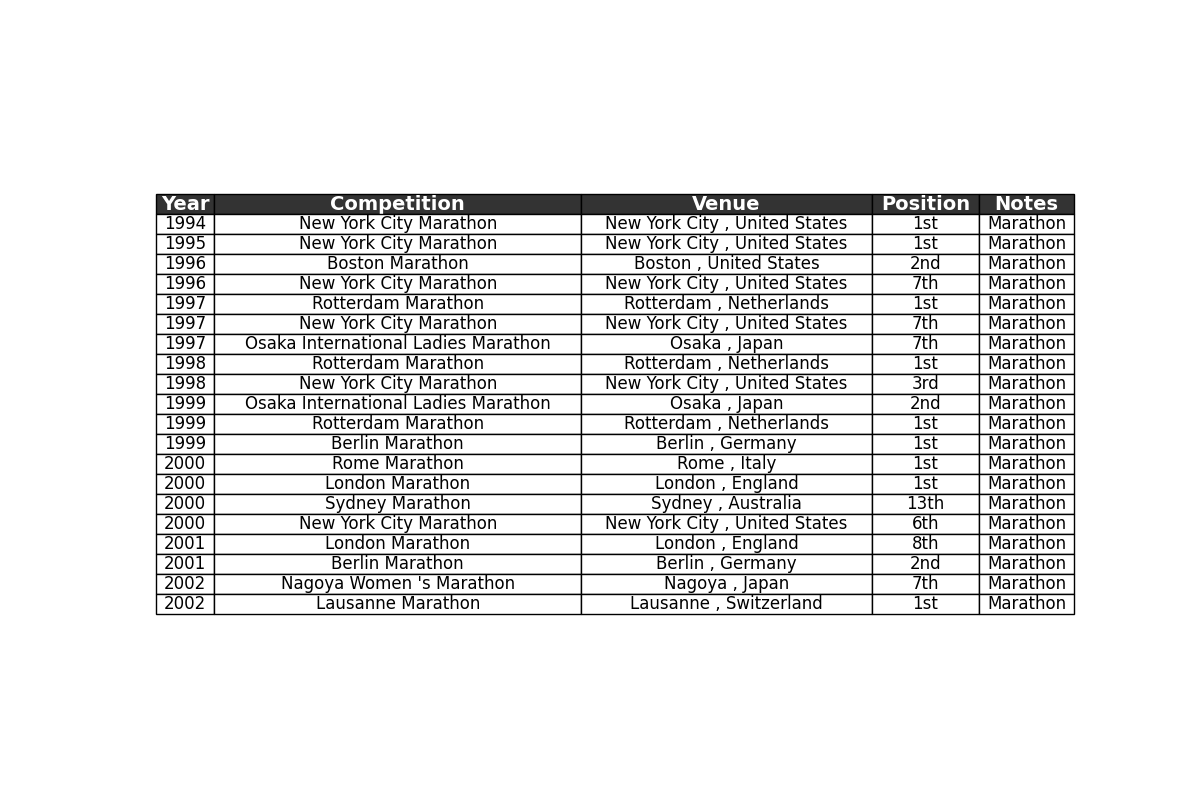 Year Competition Venue Position Notes
1994 New York City Marathon New York City , United States 1st Marathon
1995 New York City Marathon New York City , United States 1st Marathon
1996 Boston Marathon Boston , United States 2nd Marathon
1996 New York City Marathon New York City , United States 7th Marathon
1997 Rotterdam Marathon Rotterdam , Netherlands 1st Marathon
1997 New York City Marathon New York City , United States 7th Marathon
1997 Osaka International Ladies Marathon Osaka , Japan 7th Marathon
1998 Rotterdam Marathon Rotterdam , Netherlands 1st Marathon
1998 New York City Marathon New York City , United States 3rd Marathon
1999 Osaka International Ladies Marathon Osaka , Japan 2nd Marathon
1999 Rotterdam Marathon Rotterdam , Netherlands 1st Marathon
1999 Berlin Marathon Berlin , Germany 1st Marathon
2000 Rome Marathon Rome , Italy 1st Marathon
2000 London Marathon London , England 1st Marathon
2000 Sydney Marathon Sydney , Australia 13th Marathon
2000 New York City Marathon New York City , United States 6th Marathon
2001 London Marathon London , England 8th Marathon
2001 Berlin Marathon Berlin , Germany 2nd Marathon
2002 Nagoya Women 's Marathon Nagoya , Japan 7th Marathon
2002 Lausanne Marathon Lausanne , Switzerland 1st Marathon